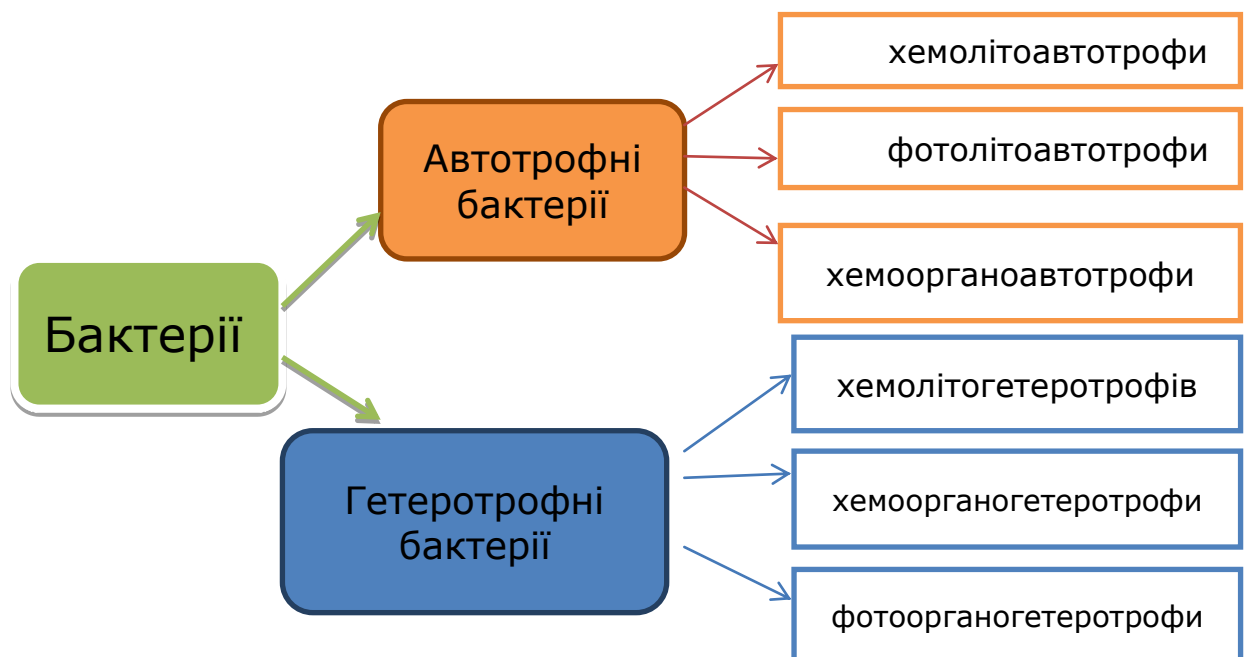 Бактерії
Автотрофні
бактерії
хемолітоавтотрофи
фотолітоавтотрофи
хемоорганоавтотрофи
Гетеротрофні
бактерії
хемолітогетеротрофів
хемоорганогетеротрофи
фотоорганогетеротрофи